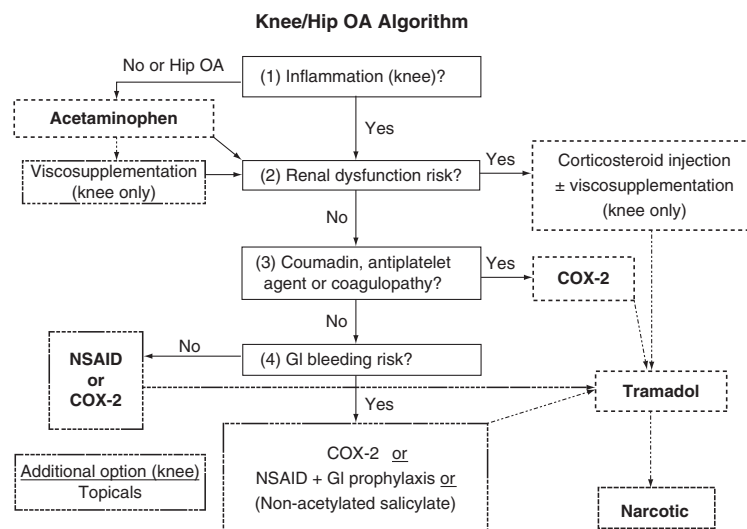 Knee/Hip OA Algorithm
No or Hip OA
(1) Inflammation (knee)?
Acetaminophen
Yes
Viscosupplementation
(knee only)
(2) Renal dysfunction risk?
Yes
Corticosteroid injection
± viscosupplementation
(knee only)
No
(3) Coumadin, antiplatelet
agent or coagulopathy?
Yes
COX-2
No
NSAID
or
COX-2
No
(4) GI bleeding risk?
Tramadol
Yes
COX-2 or
NSAID + GI prophylaxis or
(Non-acetylated salicylate)
Additional option (knee)
Topicals
Narcotic